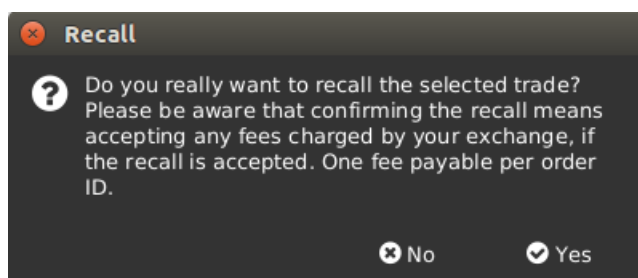 Recall
Do you really want to recall the selected trade?
Please be aware that confirming the recall means
accepting any fees charged by your exchange, if
the recall is accepted. One fee payable per order
ID.
No Yes